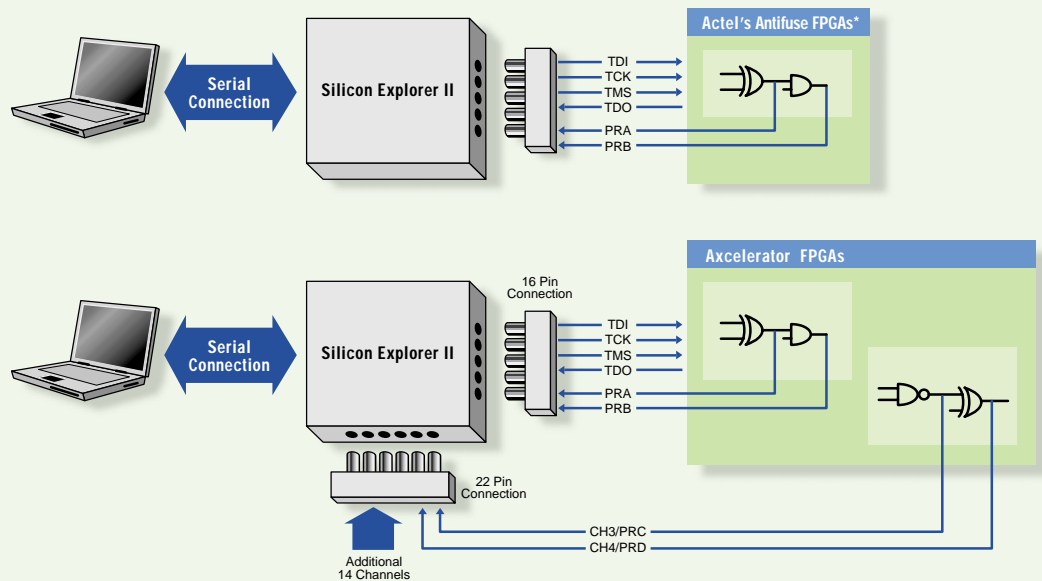 Actel's Antifuse FPGAs*
Serial
Connection
Silicon Explorer II
TDI
TCK
TMS
TDO
PRA
PRB
Axcelerator FPGAs
16 Pin
Connection
Serial
Connection
Silicon Explorer II
TDI
TCK
TMS
TDO
PRA
PRB
22 Pin
Connection
CH3/PRC
CH4/PRD
Additional
14 Channels